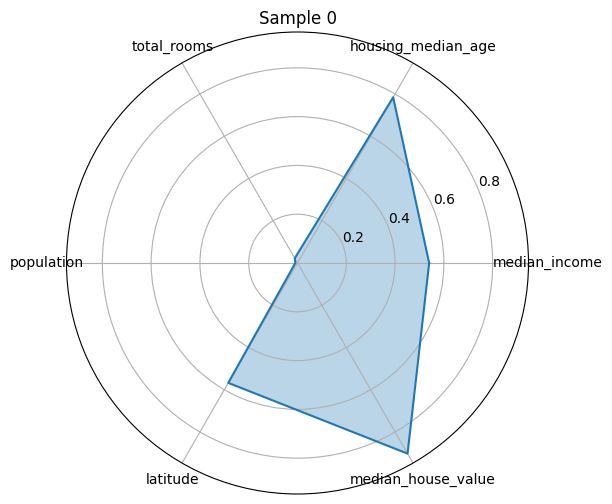 Sample 0
total_rooms
housing_median_age
0.8
0.6
0.4
0.2
population
median_income
latitude
median_house_value